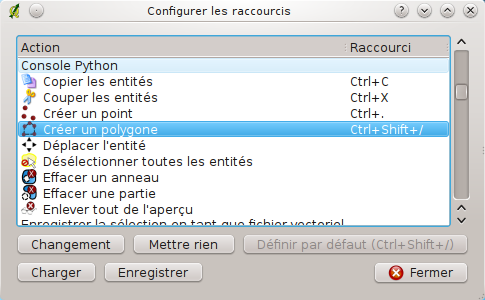 Configurer les raccourcis
Action Raccourci
Console Python
Copier les entités Ctrl+C
Couper les entités Ctrl+X
Créer un point Ctrl+.
Créer un polygone Ctrl+Shift+/
Déplacer l'entité
Désélectionner toutes les entités
Effacer un anneau
Effacer une partie
Enlever tout de l'aperçu
Enregistrer la sélection en tant que fichier vectoriel
Changement Mettre rien Définir par défaut (Ctrl+Shift+/)
Charger Enregistrer Fermer